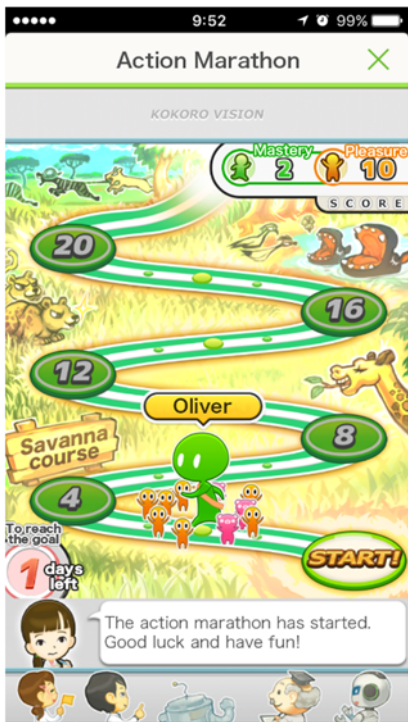 9:52
99%
Action Marathon
KOKORO VISION
Mastery
2
Pleasure
10
SCORE
20
16
12
Oliver
8
Savanna
course
4
To reach
the goal
1 days
left
START!
The action marathon has started.
Good luck and have fun!